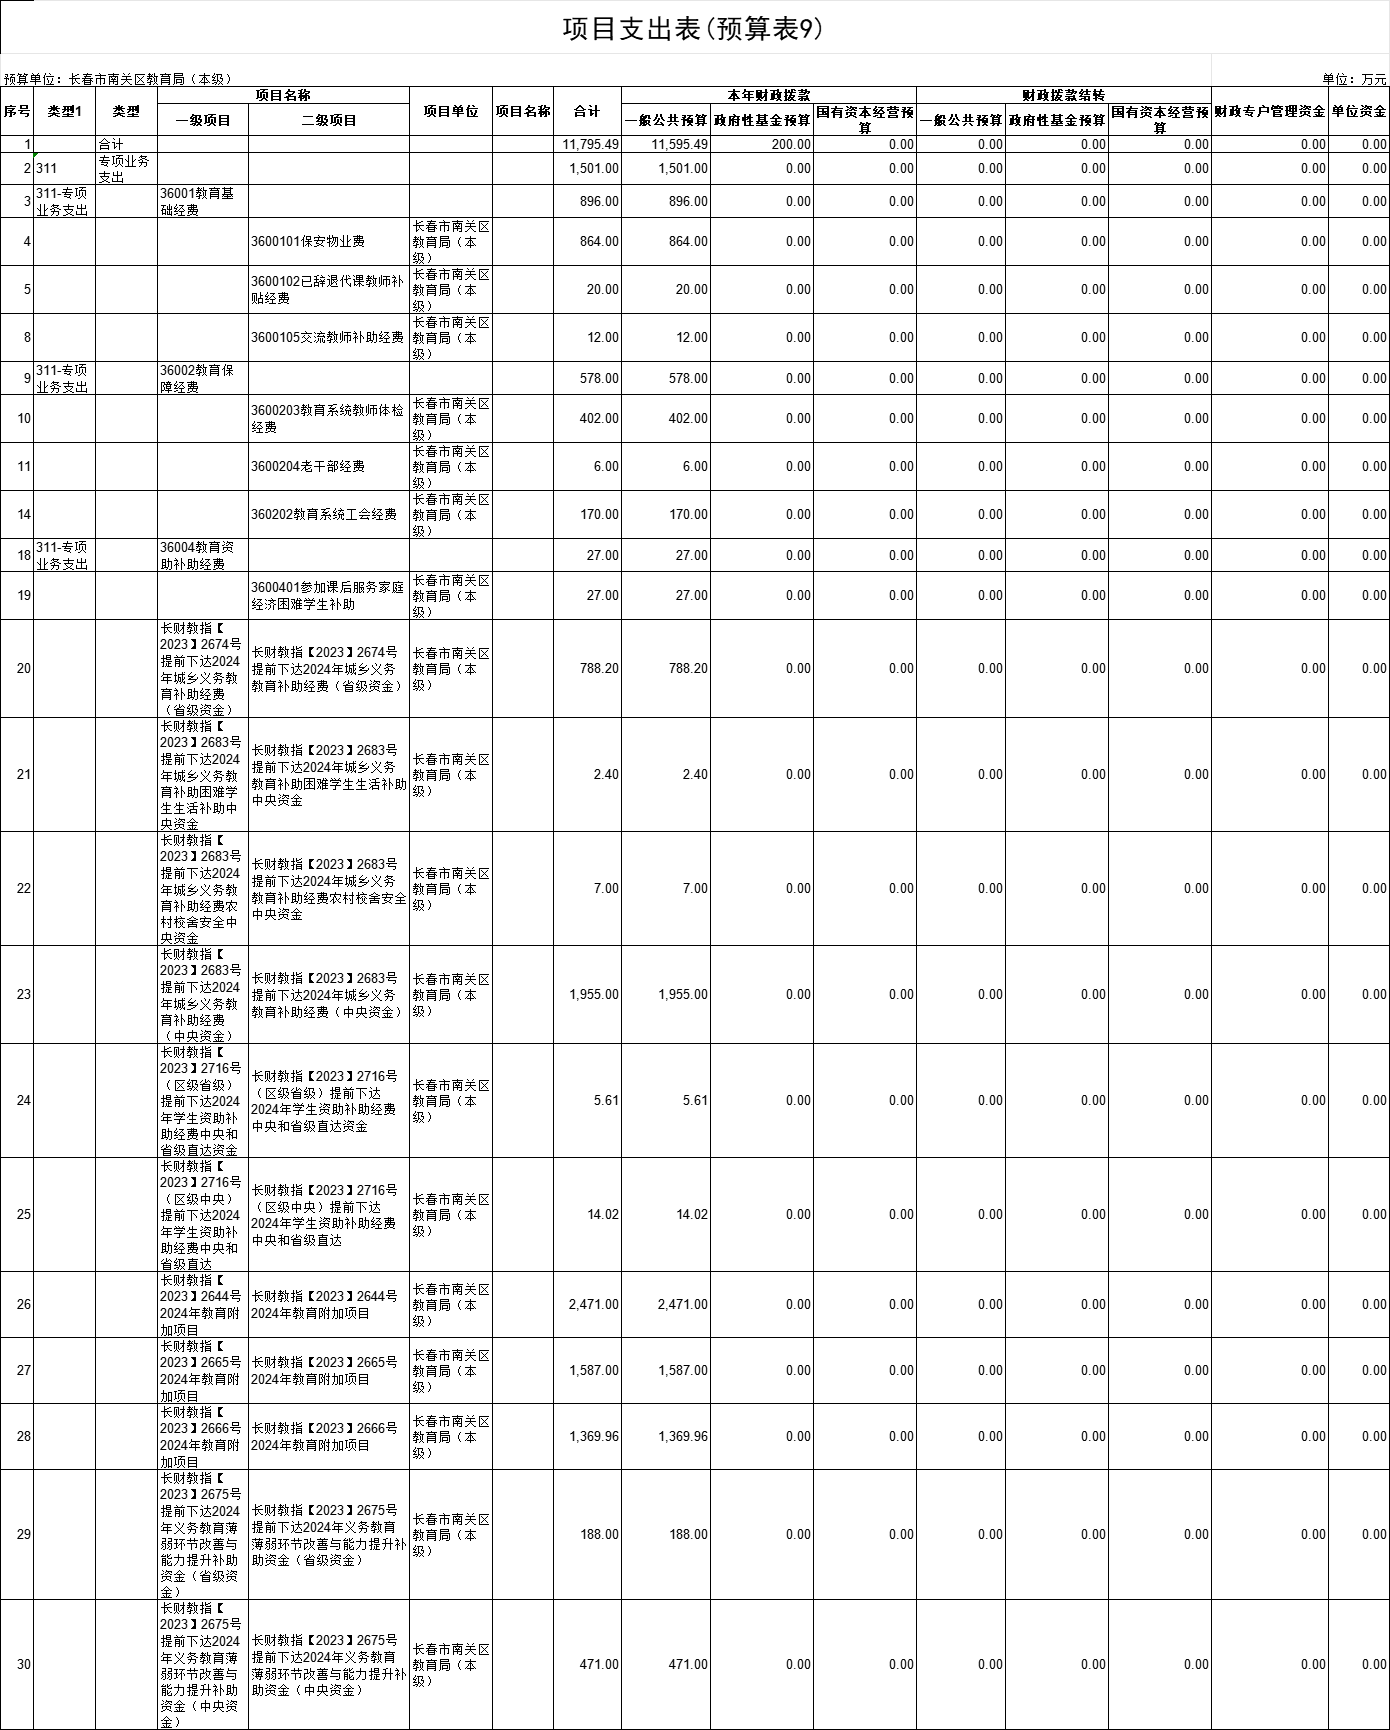 项目支出表(预算表9)
预算单位：长春市南关区教育局（本级） 单位：万元
序号 类型1 类型 项目名称 项目单位 项目名称 合计 本年财政拨款 财政拨款结转 财政专户管理资金 单位资金
一级项目 二级项目 一般公共预算 政府性基金预算 国有资本经营预算 一般公共预算 政府性基金预算 国有资本经营预算
1 合计 11,795.49 11,595.49 200.00 0.00 0.00 0.00 0.00 0.00 0.00
2 311 专项业务支出 1,501.00 1,501.00 0.00 0.00 0.00 0.00 0.00 0.00 0.00
3 311-专项业务支出 36001教育基础经费 896.00 896.00 0.00 0.00 0.00 0.00 0.00 0.00 0.00
4 3600101保安物业费 长春市南关区教育局（本级） 864.00 864.00 0.00 0.00 0.00 0.00 0.00 0.00 0.00
5 3600102已辞退代课教师补贴经费 长春市南关区教育局（本级） 20.00 20.00 0.00 0.00 0.00 0.00 0.00 0.00 0.00
8 3600105交流教师补助经费 长春市南关区教育局（本级） 12.00 12.00 0.00 0.00 0.00 0.00 0.00 0.00 0.00
9 311-专项业务支出 36002教育保障经费 578.00 578.00 0.00 0.00 0.00 0.00 0.00 0.00 0.00
10 3600203教育系统教师体检经费 长春市南关区教育局（本级） 402.00 402.00 0.00 0.00 0.00 0.00 0.00 0.00 0.00
11 3600204老干部经费 长春市南关区教育局（本级） 6.00 6.00 0.00 0.00 0.00 0.00 0.00 0.00 0.00
14 360202教育系统工会经费 长春市南关区教育局（本级） 170.00 170.00 0.00 0.00 0.00 0.00 0.00 0.00 0.00
18 311-专项业务支出 36004教育资助补助经费 27.00 27.00 0.00 0.00 0.00 0.00 0.00 0.00 0.00
19 3600401参加课后服务家庭经济困难学生补助 长春市南关区教育局（本级） 27.00 27.00 0.00 0.00 0.00 0.00 0.00 0.00 0.00
20 长财教指【2023】2674号提前下达2024年城乡义务教育补助经费（省级资金） 长财教指【2023】2674号提前下达2024年城乡义务教育补助经费（省级资金） 长春市南关区教育局（本级） 788.20 788.20 0.00 0.00 0.00 0.00 0.00 0.00 0.00
21 长财教指【2023】2683号提前下达2024年城乡义务教育补助困难学生生活补助中央资金 长财教指【2023】2683号提前下达2024年城乡义务教育补助困难学生生活补助中央资金 长春市南关区教育局（本级） 2.40 2.40 0.00 0.00 0.00 0.00 0.00 0.00 0.00
22 长财教指【2023】2683号提前下达2024年城乡义务教育补助经费农村校舍安全中央资金 长财教指【2023】2683号提前下达2024年城乡义务教育补助经费农村校舍安全中央资金 长春市南关区教育局（本级） 7.00 7.00 0.00 0.00 0.00 0.00 0.00 0.00 0.00
23 长财教指【2023】2683号提前下达2024年城乡义务教育补助经费（中央资金） 长财教指【2023】2683号提前下达2024年城乡义务教育补助经费（中央资金） 长春市南关区教育局（本级） 1,955.00 1,955.00 0.00 0.00 0.00 0.00 0.00 0.00 0.00
24 长财教指【2023】2716号（区级省级）提前下达2024年学生资助补助经费中央和省级直达资金 长财教指【2023】2716号（区级省级）提前下达2024年学生资助补助经费中央和省级直达资金 长春市南关区教育局（本级） 5.61 5.61 0.00 0.00 0.00 0.00 0.00 0.00 0.00
25 长财教指【2023】2716号（区级中央）提前下达2024年学生资助补助经费中央和省级直达 长财教指【2023】2716号（区级中央）提前下达2024年学生资助补助经费中央和省级直达 长春市南关区教育局（本级） 14.02 14.02 0.00 0.00 0.00 0.00 0.00 0.00 0.00
26 长财教指【2023】2644号2024年教育附加项目 长财教指【2023】2644号2024年教育附加项目 长春市南关区教育局（本级） 2,471.00 2,471.00 0.00 0.00 0.00 0.00 0.00 0.00 0.00
27 长财教指【2023】2665号2024年教育附加项目 长财教指【2023】2665号2024年教育附加项目 长春市南关区教育局（本级） 1,587.00 1,587.00 0.00 0.00 0.00 0.00 0.00 0.00 0.00
28 长财教指【2023】2666号2024年教育附加项目 长财教指【2023】2666号2024年教育附加项目 长春市南关区教育局（本级） 1,369.96 1,369.96 0.00 0.00 0.00 0.00 0.00 0.00 0.00
29 长财教指【2023】2675号提前下达2024年义务教育薄弱环节改善与能力提升补助资金（省级资金） 长财教指【2023】2675号提前下达2024年义务教育薄弱环节改善与能力提升补助资金（省级资金） 长春市南关区教育局（本级） 188.00 188.00 0.00 0.00 0.00 0.00 0.00 0.00 0.00
30 长财教指【2023】2675号提前下达2024年义务教育薄弱环节改善与能力提升补助资金（中央资金） 长财教指【2023】2675号提前下达2024年义务教育薄弱环节改善与能力提升补助资金（中央资金） 长春市南关区教育局（本级） 471.00 471.00 0.00 0.00 0.00 0.00 0.00 0.00 0.00